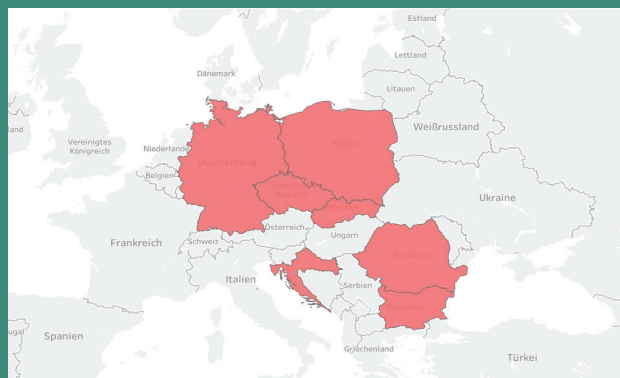 Estland
Lettland
Dänemark
Litauen
Weißrussland
land
Vereinigtes
Königreich
Niederlande
Deutschland
Polen
Belgien
Tschechische
Republik
Ukraine
Frankreich
Schweiz
Österreich
Ungarn
Rumänien
Italien
Serbien
Bulgarien
Spanien
Griechenland
Türkei